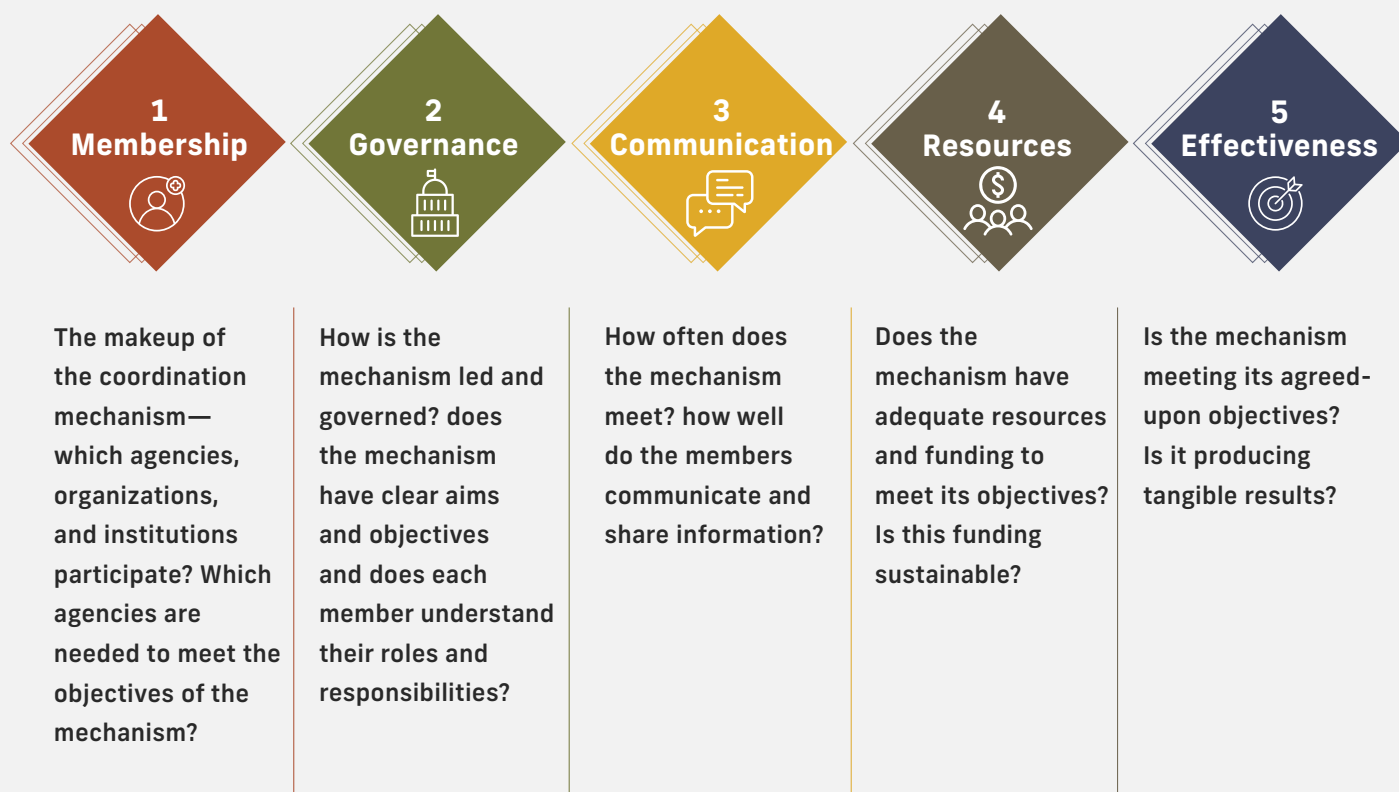 1
Membership
2
Governance
3
Communication
4
Resources
5
Effectiveness
The makeup of
the coordination
mechanism—
which agencies,
organizations,
and institutions
participate? Which
agencies are
needed to meet the
objectives of the
mechanism?
How is the
mechanism led and
governed? does
the mechanism
have clear aims
and objectives
and does each
member understand
their roles and
responsibilities?
How often does
the mechanism
meet? how well
do the members
communicate and
share information?
Does the
mechanism have
adequate resources
and funding to
meet its objectives?
Is this funding
sustainable?
Is the mechanism
meeting its agreed-
upon objectives?
Is it producing
tangible results?